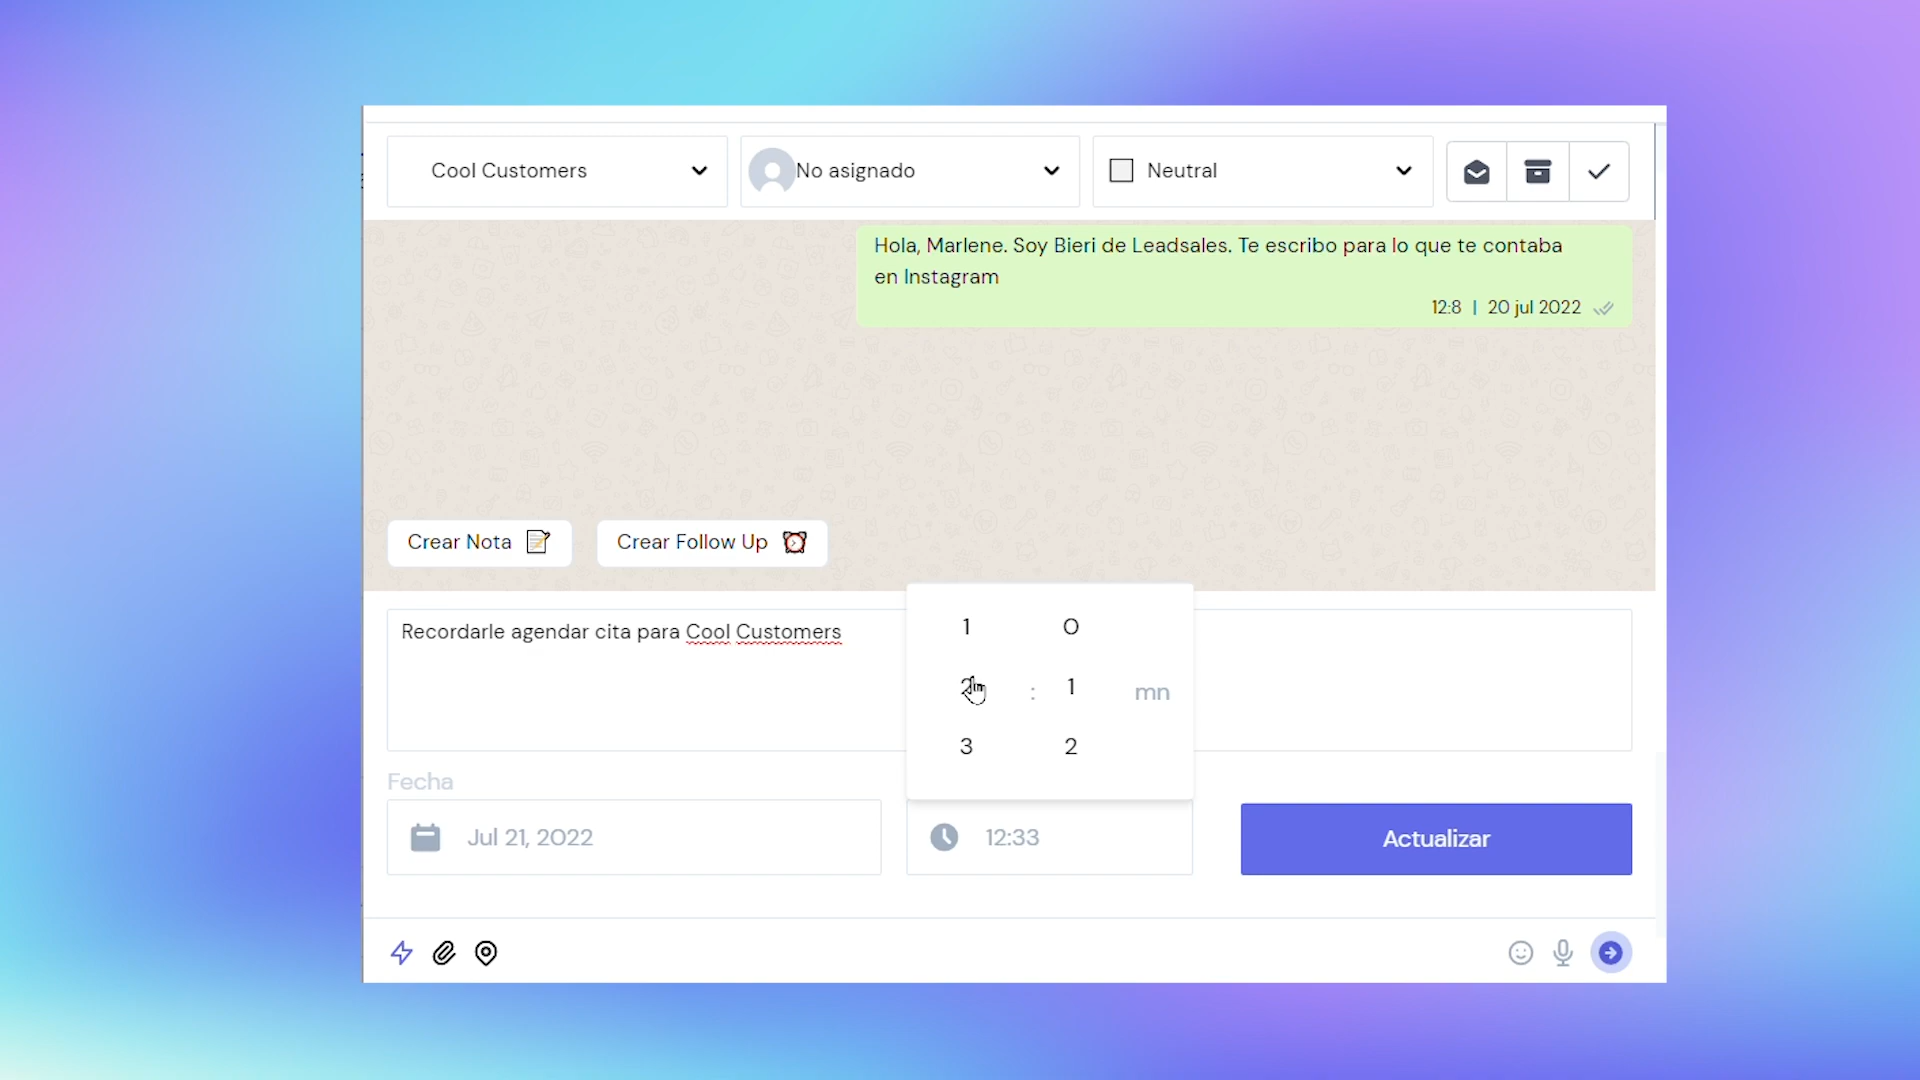 Cool Customers
No asignado
Neutral
Hola, Marlene. Soy Bieri de Leadsales. Te escribo para lo que te contaba
en Instagram
12:8 | 20 jul 2022
Crear Nota
Crear Follow Up
Recordarle agendar cita para Cool Customers
1 0
2 : 1 mn
3 2
Fecha
Jul 21, 2022
12:33
Actualizar